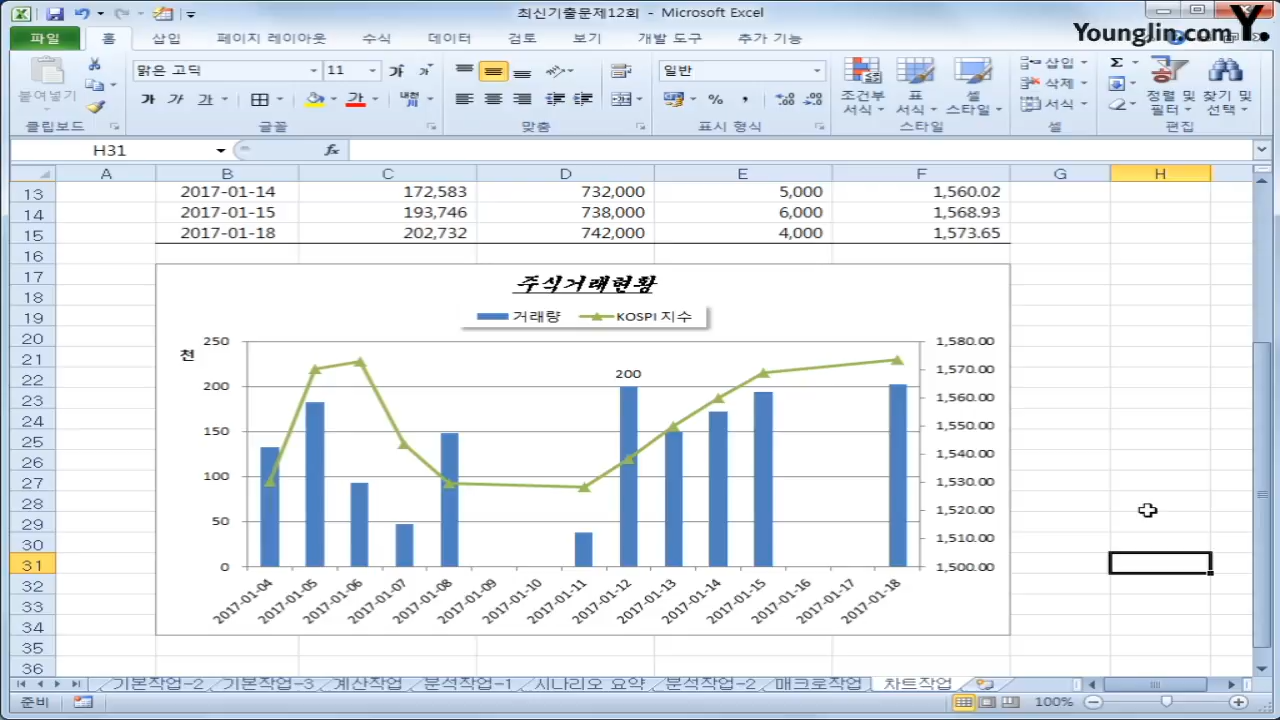 최신기출문제12회 - Microsoft Excel
Younglin.com Y.
파일 홈 삽입 페이지 레이아웃 수식 데이터 검토 보기 개발 도구 추가 기능
붙여넣기
맑은 고딕 11 가 가
가 가 가 가 내천
일반
%
조건부 서식 표 서식 셀 스타일
삽입
삭제
서식
정렬 및 필터 찾기 및 선택
클립보드 글꼴 맞춤 표시 형식 스타일 셀 편집
H31 fx
A B C D E F G H
13 2017-01-14 172,583 732,000 5,000 1,560.02
14 2017-01-15 193,746 738,000 6,000 1,568.93
15 2017-01-18 202,732 742,000 4,000 1,573.65
16
17
18
19
20
21
22
23
24
25
26
27
28
29
30
31
32
33
34
35
36
주식거래현황
거래량 KOSPI 지수
천
250
200
150
100
50
0
200
1,580.00
1,570.00
1,560.00
1,550.00
1,540.00
1,530.00
1,520.00
1,510.00
1,500.00
2017-01-04 2017-01-05 2017-01-06 2017-01-07 2017-01-08 2017-01-09 2017-01-10 2017-01-11 2017-01-12 2017-01-13 2017-01-14 2017-01-15 2017-01-16 2017-01-17 2017-01-18
기본작업-2 기본작업-3 계산작업 분석작업-1 시나리오 요약 분석작업-2 매크로작업 차트작업
준비 100%